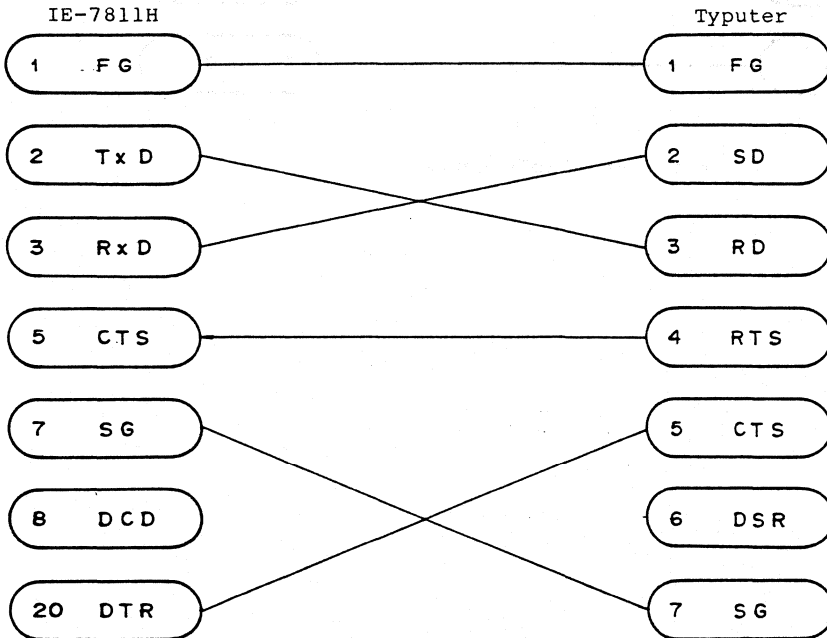 IE-7811H Typuter
1 FG 1 FG
2 TxD 2 SD
3 RxD 3 RD
5 CTS 4 RTS
7 SG 5 CTS
8 DCD 6 DSR
20 DTR 7 SG